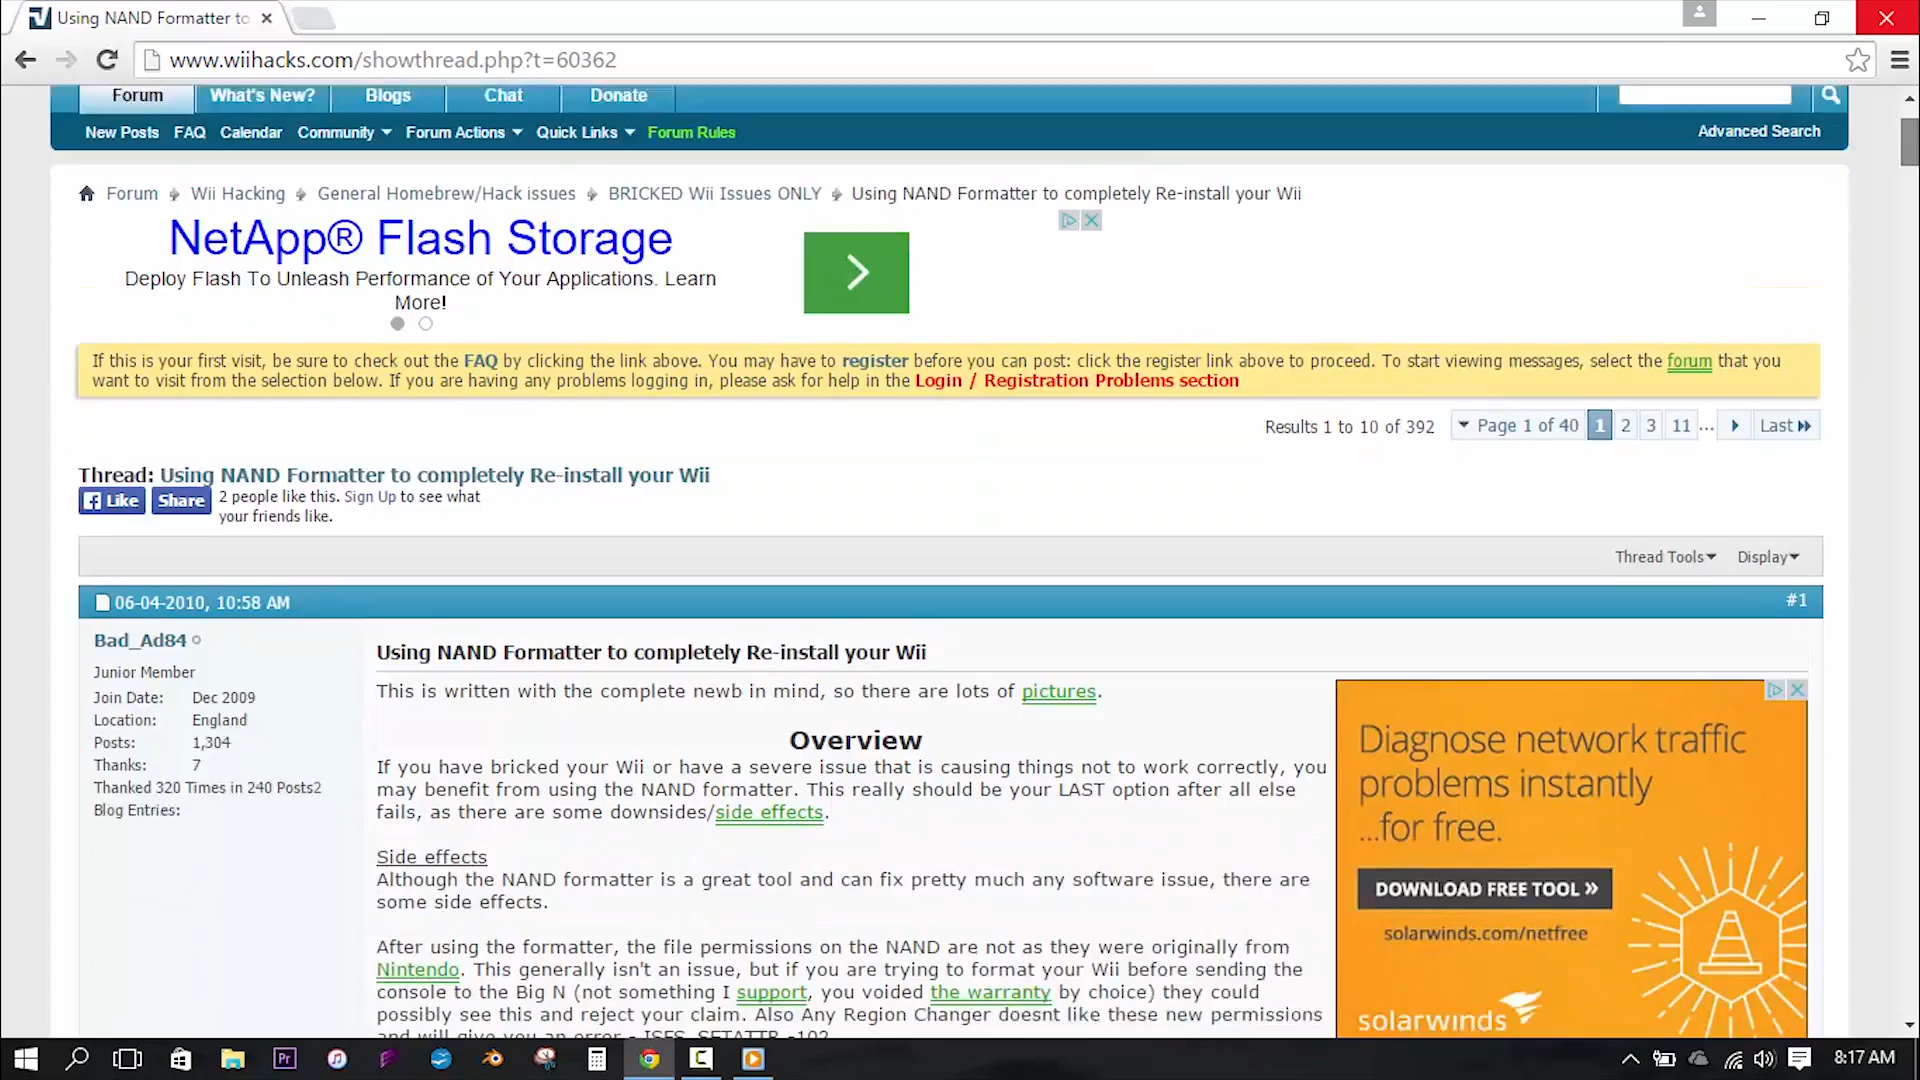 Using NAND Formatter to
www.wiihacks.com/showthread.php?t=60362
Forum What's New? Blogs Chat Donate
New Posts FAQ Calendar Community Forum Actions Quick Links Forum Rules Advanced Search
Forum Wii Hacking General Homebrew/Hack issues BRICKED Wii Issues ONLY Using NAND Formatter to completely Re-install your Wii
NetApp® Flash Storage
Deploy Flash To Unleash Performance of Your Applications. Learn
More!
If this is your first visit, be sure to check out the FAQ by clicking the link above. You may have to register before you can post: click the register link above to proceed. To start viewing messages, select the forum that you
want to visit from the selection below. If you are having any problems logging in, please ask for help in the Login / Registration Problems section
Results 1 to 10 of 392 Page 1 of 40 1 2 3 11 ... Last
Thread: Using NAND Formatter to completely Re-install your Wii
Like Share 2 people like this. Sign Up to see what
your friends like.
Thread Tools Display
06-04-2010, 10:58 AM #1
Bad_Ad84
Junior Member
Join Date: Dec 2009
Location: England
Posts: 1,304
Thanks: 7
Thanked 320 Times in 240 Posts2
Blog Entries:
Using NAND Formatter to completely Re-install your Wii
This is written with the complete newb in mind, so there are lots of pictures.
Overview
If you have bricked your Wii or have a severe issue that is causing things not to work correctly, you
may benefit from using the NAND formatter. This really should be your LAST option after all else
fails, as there are some downsides/side effects.
Side effects
Although the NAND formatter is a great tool and can fix pretty much any software issue, there are
some side effects.
After using the formatter, the file permissions on the NAND are not as they were originally from
Nintendo. This generally isn't an issue, but if you are trying to format your Wii before sending the
console to the Big N (not something I support, you voided the warranty by choice) they could
possibly see this and reject your claim. Also Any Region Changer doesnt like these new permissions
and will give you an error - ISFS_SETATTR -102
Diagnose network traffic
problems instantly
...for free.
DOWNLOAD FREE TOOL »
solarwinds.com/netfree
solarwinds
Pr
8:17 AM